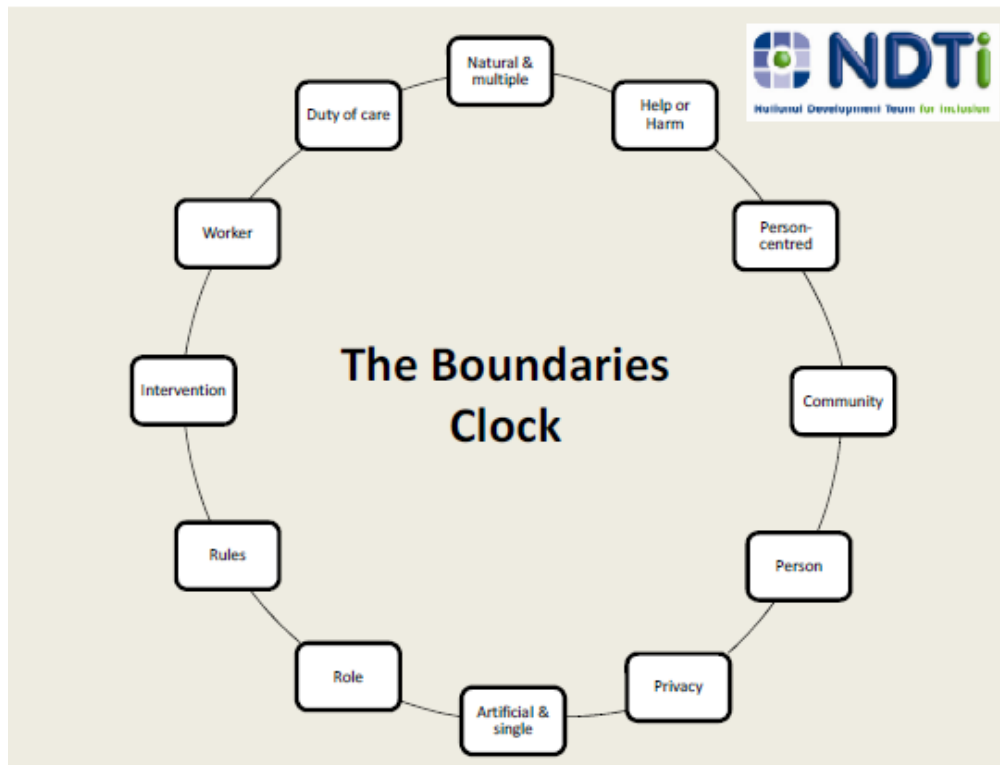 NDTi
National Development Team for Inclusion
Natural &
multiple
Help or
Harm
Person-
centred
Community
Person
Privacy
Artificial &
single
Role
Rules
Intervention
Worker
Duty of care
The Boundaries
Clock